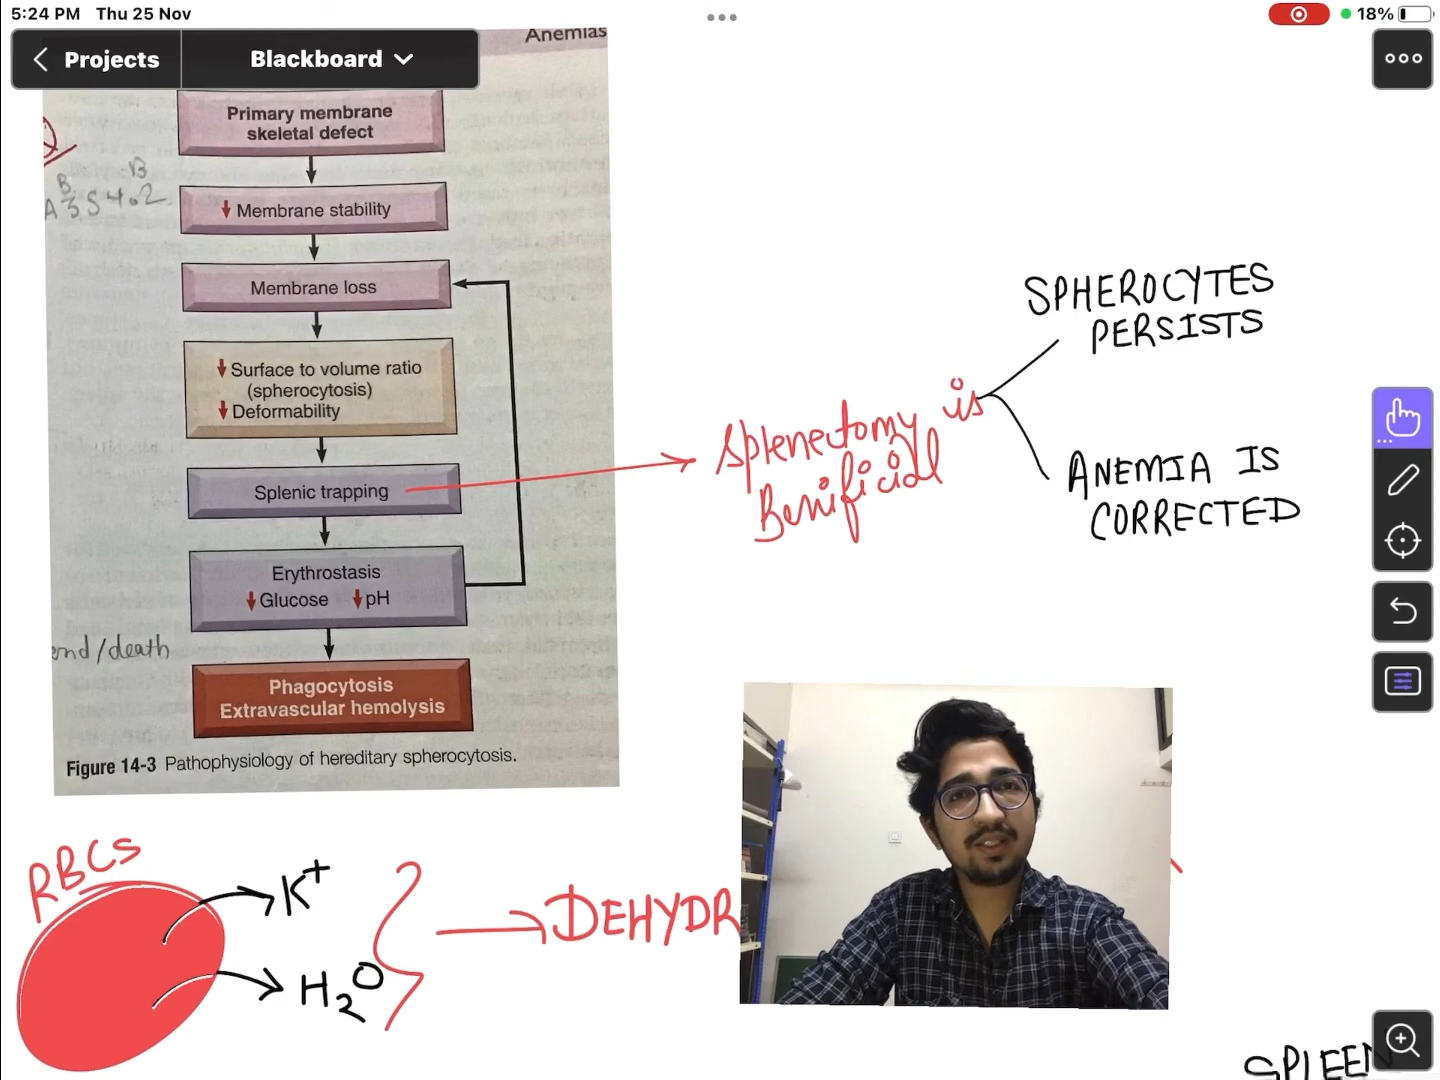 5:24 PM Thu 25 Nov
18%
Projects
Blackboard
Anemias
Primary membrane
skeletal defect
Membrane stability
Membrane loss
Surface to volume ratio
(spherocytosis)
Deformability
Splenic trapping
Erythrostasis
Glucose pH
Phagocytosis
Extravascular hemolysis
Figure 14-3 Pathophysiology of hereditary spherocytosis.
end/death
Splenectomy is
Benificial
SPHEROCYTES
PERSISTS
ANEMIA IS
CORRECTED
RBCs
K+
H2O
DEHYDR
SPLEEN